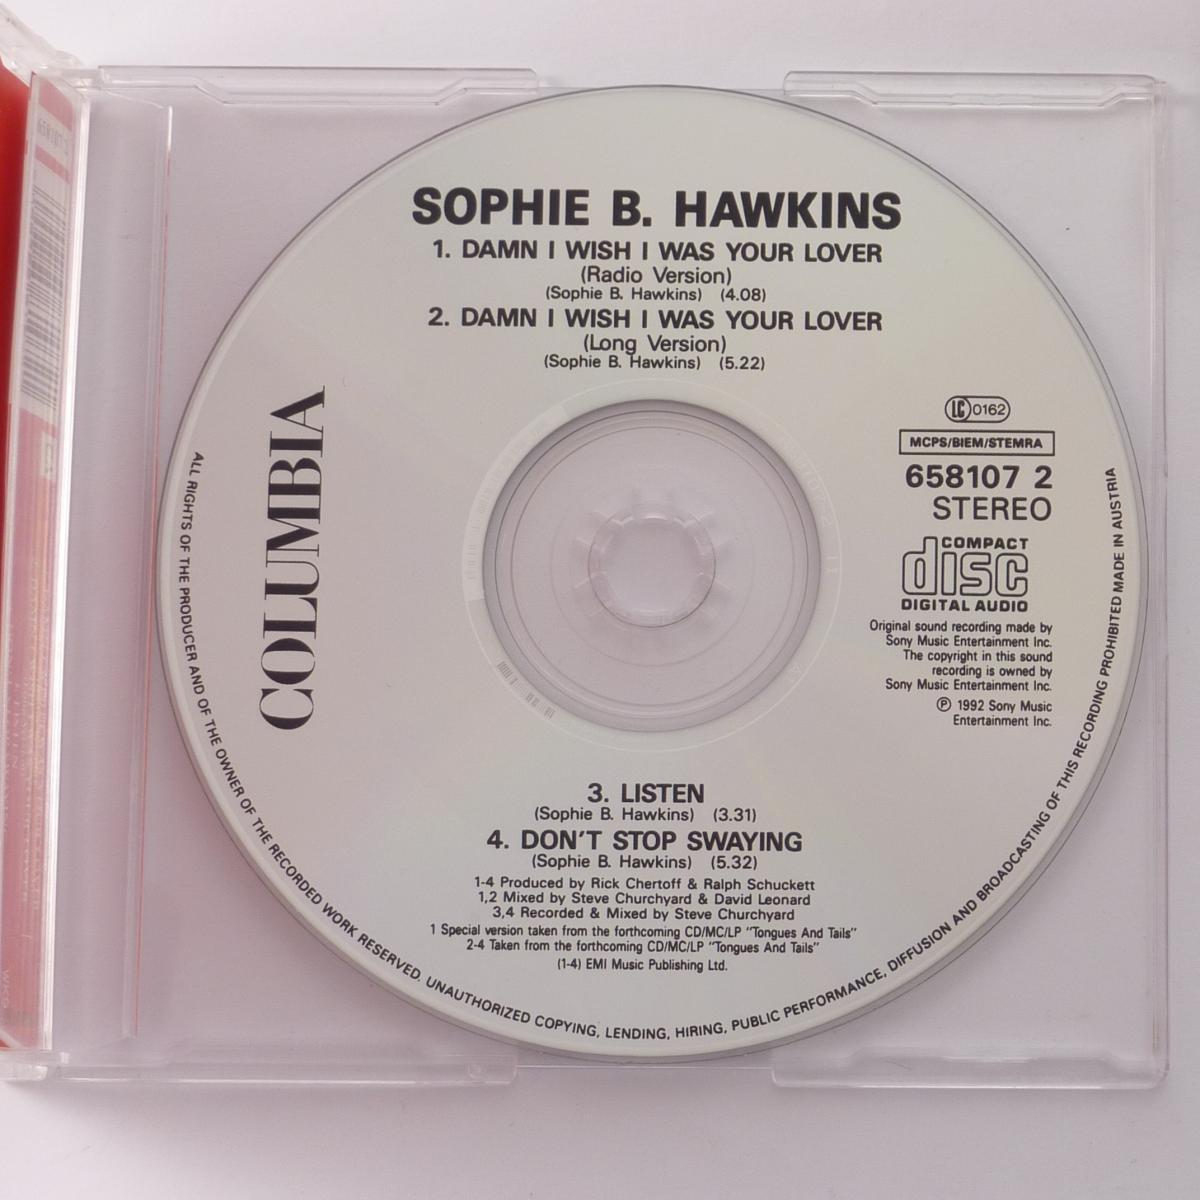 SOPHIE B. HAWKINS
1. DAMN I WISH I WAS YOUR LOVER
(Radio Version)
(Sophie B. Hawkins) (4.08)
2. DAMN I WISH I WAS YOUR LOVER
(Long Version)
(Sophie B. Hawkins) (5.22)
COLUMBIA
LC 0162
MCPS/BIEM/STEMRA
658107 2
STEREO
COMPACT
disc
DIGITAL AUDIO
Original sound recording made by
Sony Music Entertainment Inc.
The copyright in this sound
recording is owned by
Sony Music Entertainment Inc.
℗ 1992 Sony Music
Entertainment Inc.
3. LISTEN
(Sophie B. Hawkins) (3.31)
4. DON'T STOP SWAYING
(Sophie B. Hawkins) (5.32)
1-4 Produced by Rick Chertoff & Ralph Schuckett
1,2 Mixed by Steve Churchyard & David Leonard
3,4 Recorded & Mixed by Steve Churchyard
1 Special version taken from the forthcoming CD/MC/LP "Tongues And Tails"
2-4 Taken from the forthcoming CD/MC/LP "Tongues And Tails"
(1-4) EMI Music Publishing Ltd.
ALL RIGHTS OF THE PRODUCER AND OF THE OWNER OF THE RECORDED WORK RESERVED. UNAUTHORIZED COPYING, LENDING, HIRING, PUBLIC PERFORMANCE, DIFFUSION AND BROADCASTING OF THIS RECORDING PROHIBITED MADE IN AUSTRIA